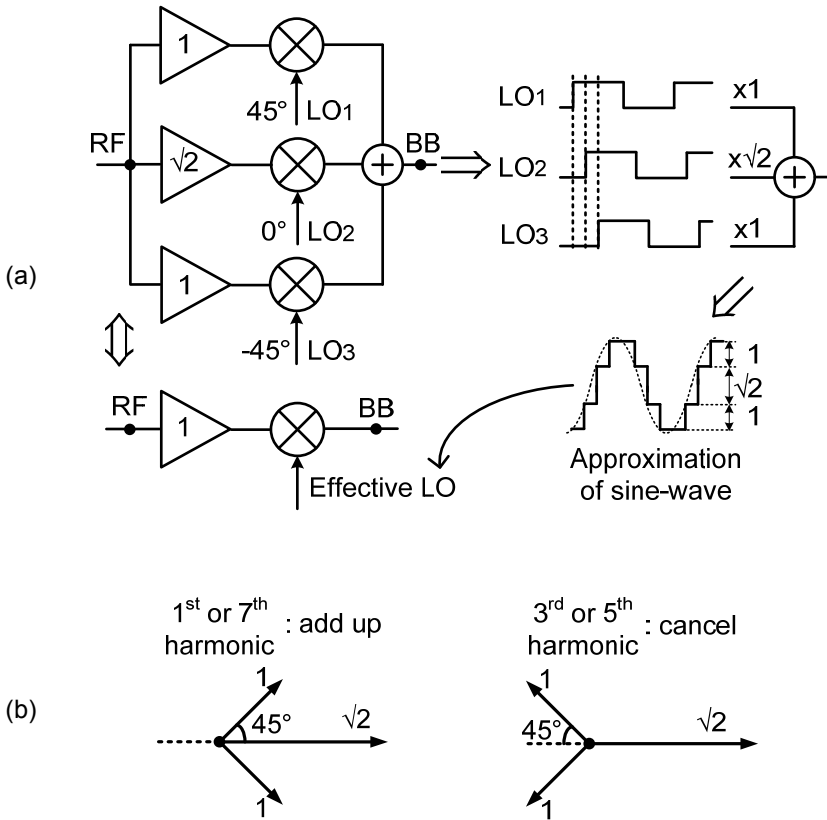 1
45° LO1
RF
√2
BB
0° LO2
1
-45° LO3
(a)
LO1
x1
LO2
x√2
LO3
x1
1
√2
1
RF
1
BB
Effective LO
Approximation
of sine-wave
1st or 7th
harmonic : add up
3rd or 5th
harmonic : cancel
(b)
1
45°
√2
1
1
45°
√2
1